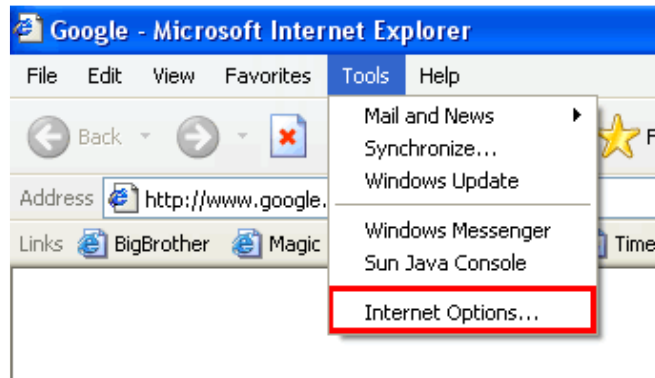 Google - Microsoft Internet Explorer
File Edit View Favorites Tools Help
Back
Mail and News
Synchronize...
Windows Update
Windows Messenger
Sun Java Console
Internet Options...
F
Address http://www.google.
Links BigBrother Magic Time